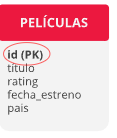 PELÍCULAS
id (PK)
titulo
rating
fecha_estreno
pais